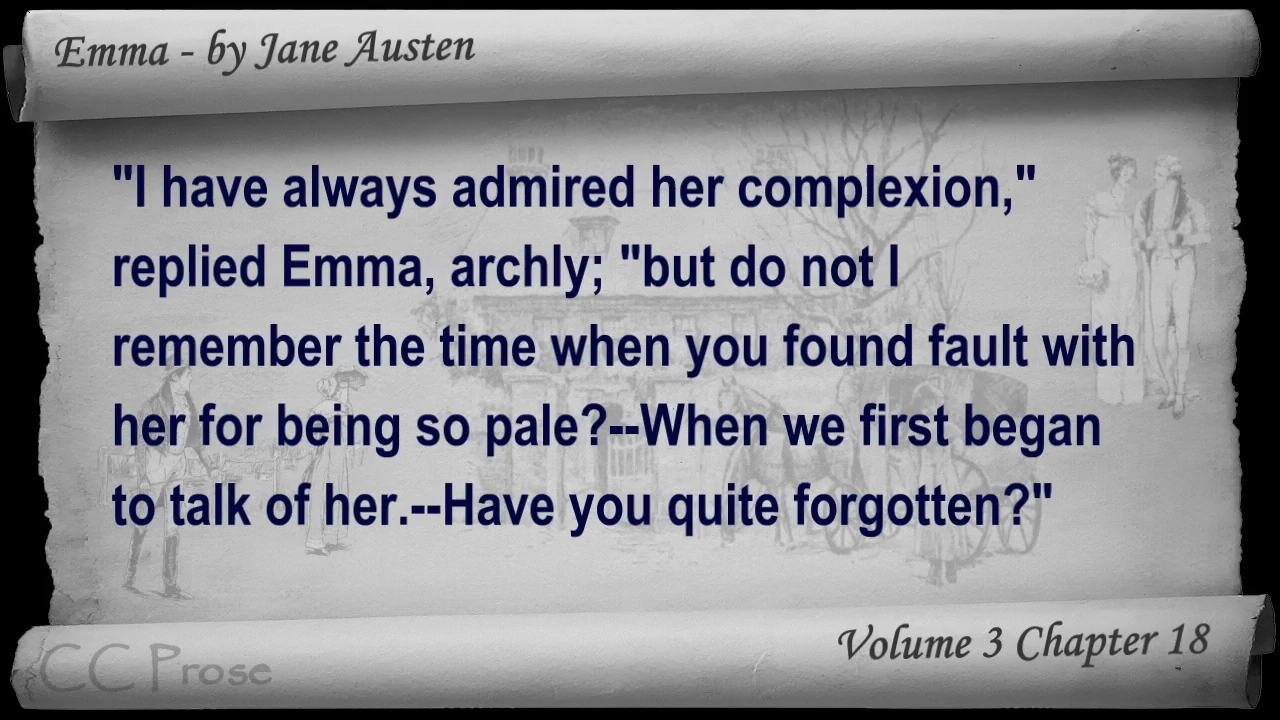 Emma - by Jane Austen
"I have always admired her complexion,"
replied Emma, archly; "but do not I
remember the time when you found fault with
her for being so pale?--When we first began
to talk of her.--Have you quite forgotten?"
Volume 3 Chapter 18
CC Prose